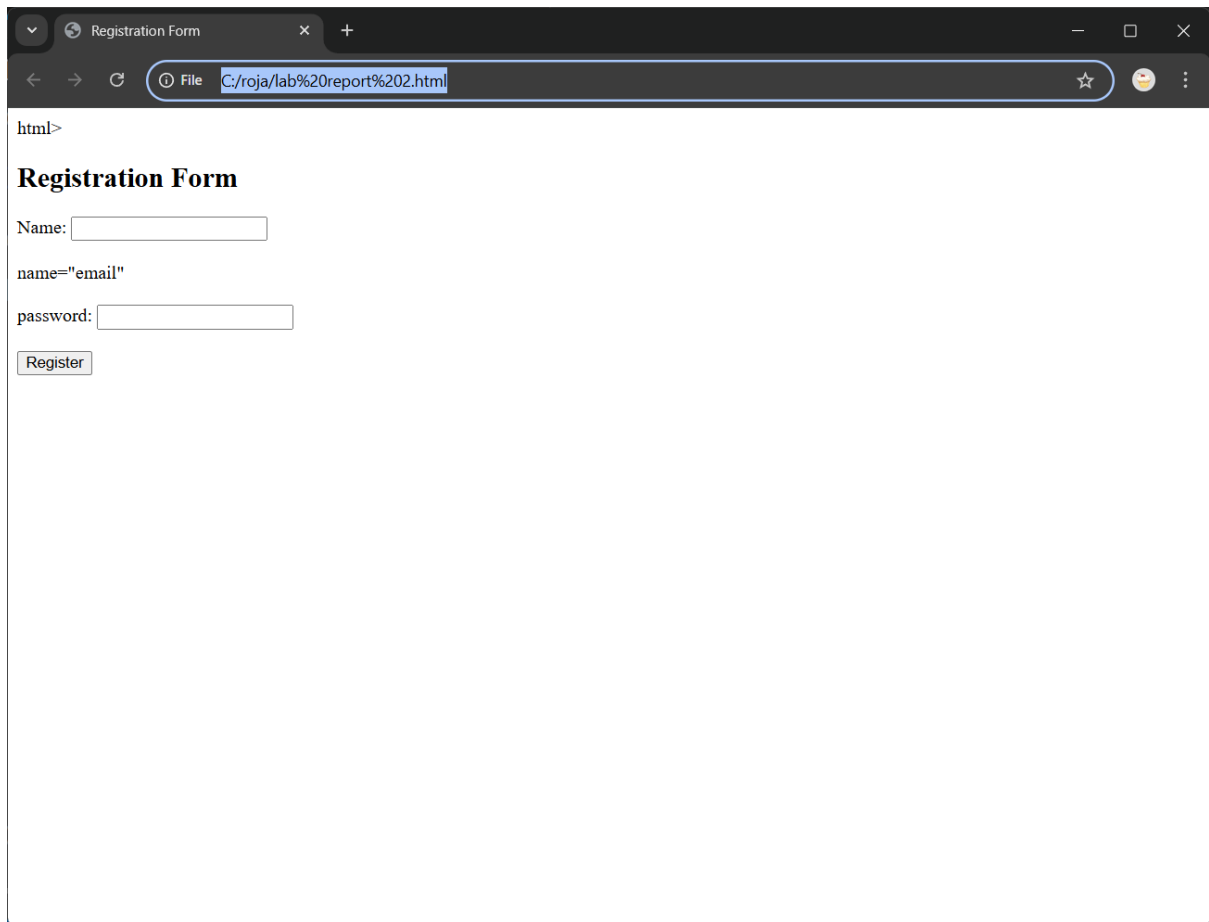 Registration Form
File C:/roja/lab%20report%202.html
html>
Registration Form
Name:
name="email"
password:
Register